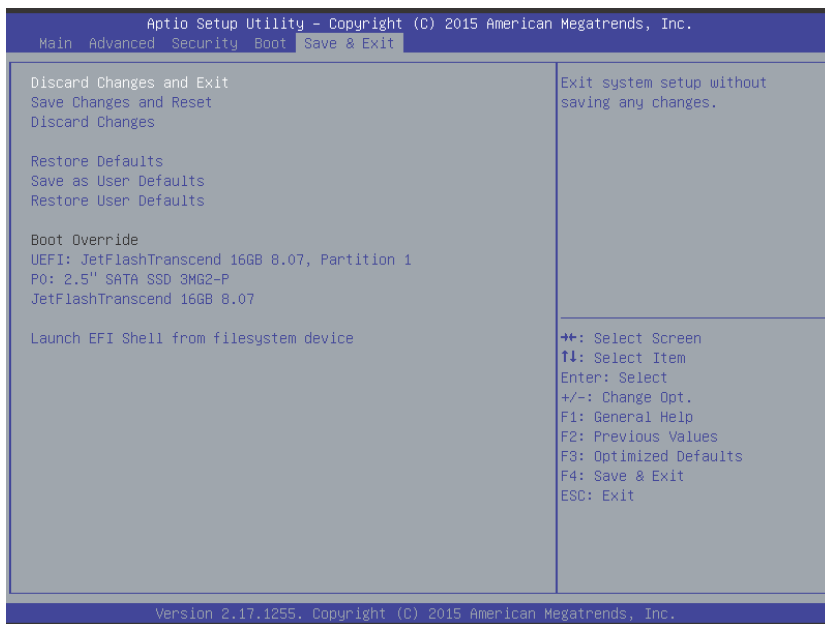 Aptio Setup Utility – Copyright (C) 2015 American Megatrends, Inc.
Main Advanced Security Boot Save & Exit
Discard Changes and Exit
Save Changes and Reset
Discard Changes
Restore Defaults
Save as User Defaults
Restore User Defaults
Boot Override
UEFI: JetFlashTranscend 16GB 8.07, Partition 1
P0: 2.5" SATA SSD 3MG2-P
JetFlashTranscend 16GB 8.07
Launch EFI Shell from filesystem device
Exit system setup without
saving any changes.
→←: Select Screen
↑↓: Select Item
Enter: Select
+/-: Change Opt.
F1: General Help
F2: Previous Values
F3: Optimized Defaults
F4: Save & Exit
ESC: Exit
Version 2.17.1255. Copyright (C) 2015 American Megatrends, Inc.